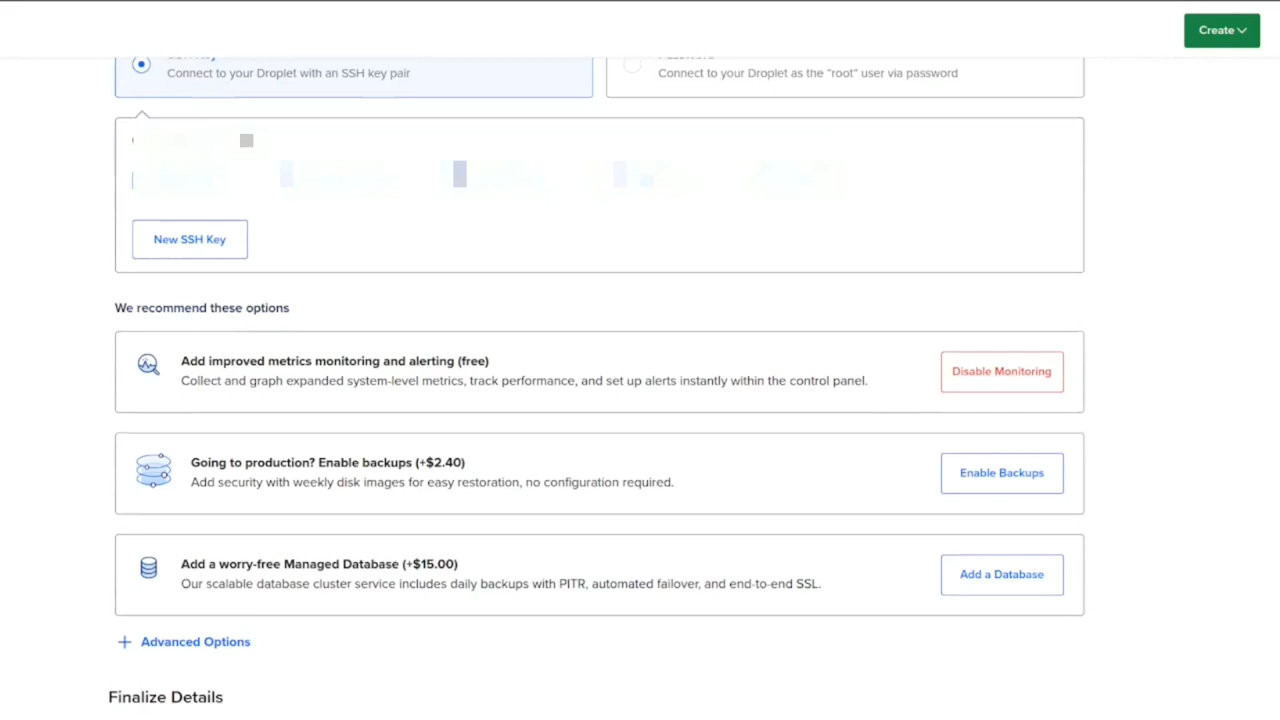 Create
Connect to your Droplet with an SSH key pair
Connect to your Droplet as the "root" user via password
New SSH Key
We recommend these options
Add improved metrics monitoring and alerting (free)
Collect and graph expanded system-level metrics, track performance, and set up alerts instantly within the control panel.
Disable Monitoring
Going to production? Enable backups (+$2.40)
Add security with weekly disk images for easy restoration, no configuration required.
Enable Backups
Add a worry-free Managed Database (+$15.00)
Our scalable database cluster service includes daily backups with PITR, automated failover, and end-to-end SSL.
Add a Database
+ Advanced Options
Finalize Details